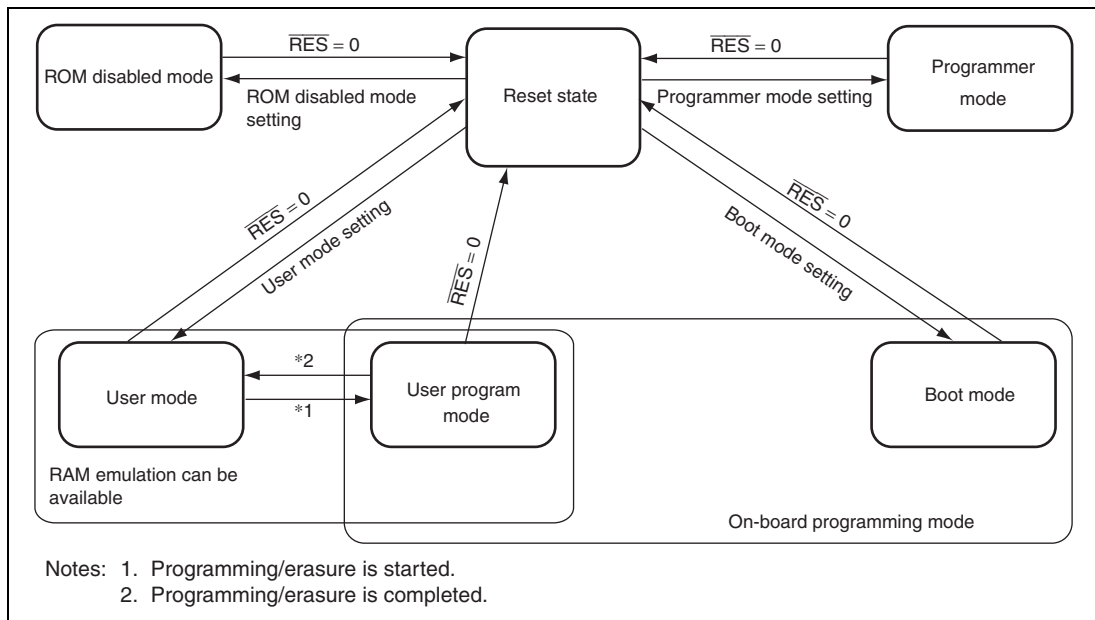 ROM disabled mode
RES = 0
ROM disabled mode
setting
Reset state
RES = 0
Programmer mode setting
Programmer
mode
RES = 0
User mode setting
RES = 0
RES = 0
Boot mode setting
User mode
*2
*1
User program
mode
Boot mode
RAM emulation can be
available
On-board programming mode
Notes: 1. Programming/erasure is started.
2. Programming/erasure is completed.